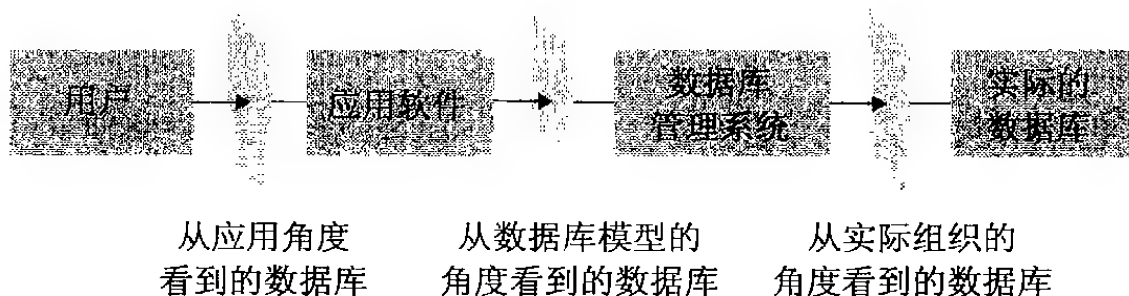 用户
应用软件
数据库
管理系统
实际的
数据库
从应用角度
看到的数据库
从数据库模型的
角度看到的数据库
从实际组织的
角度看到的数据库